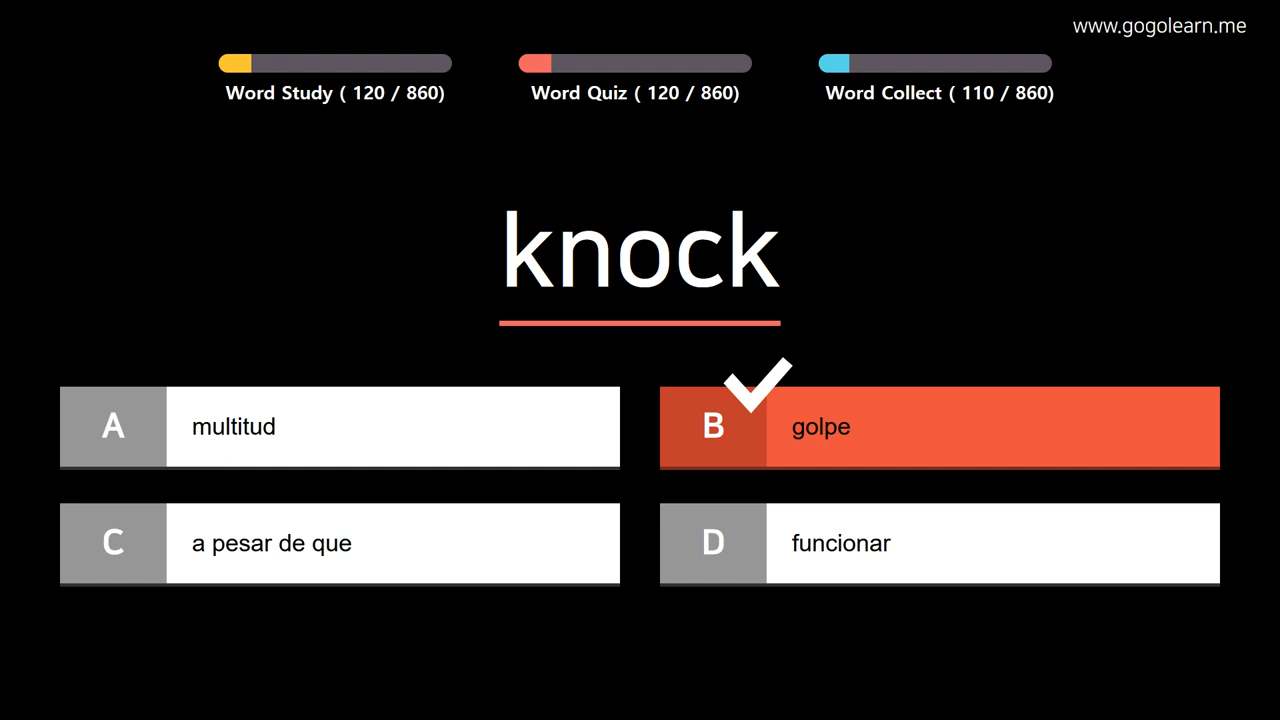 www.gogolearn.me
Word Study ( 120 / 860)
Word Quiz ( 120 / 860)
Word Collect ( 110 / 860)
knock
A multitud
B golpe
C a pesar de que
D funcionar